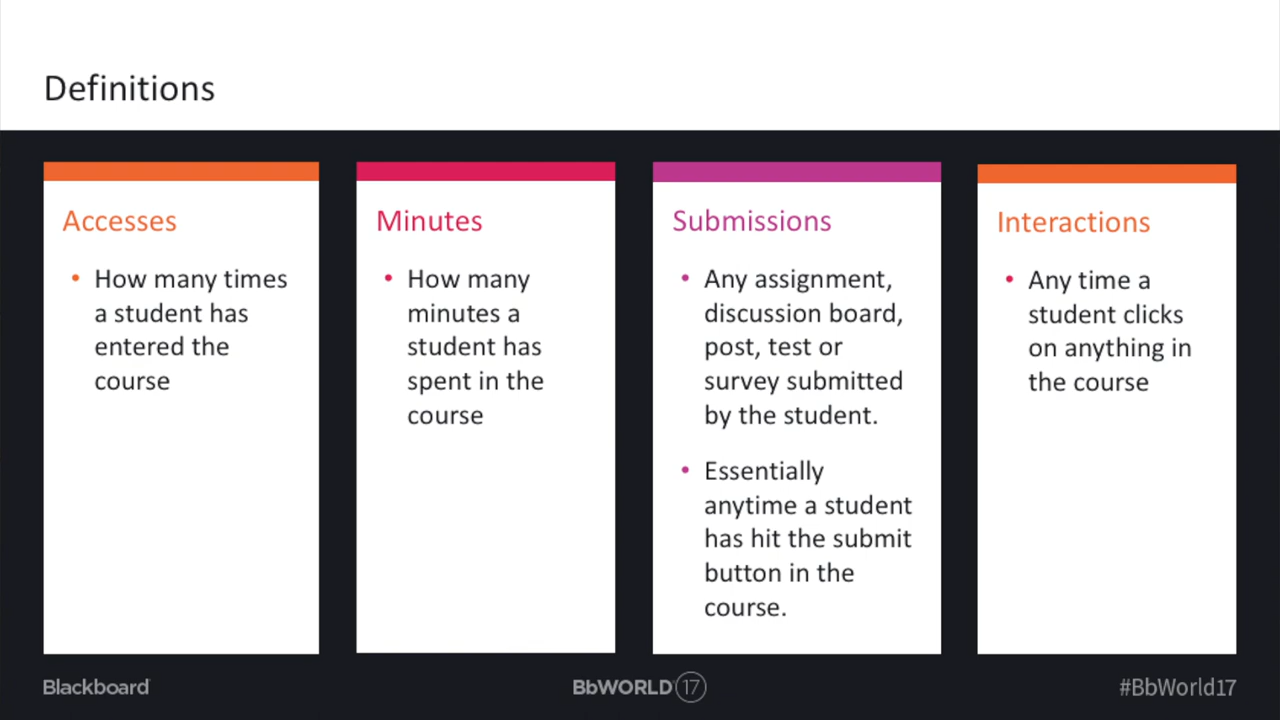 Definitions
Accesses
• How many times
a student has
entered the
course
Minutes
• How many
minutes a
student has
spent in the
course
Submissions
• Any assignment,
discussion board,
post, test or
survey submitted
by the student.
• Essentially
anytime a student
has hit the submit
button in the
course.
Interactions
• Any time a
student clicks
on anything in
the course
Blackboard
BbWORLD 17
#BbWorld17